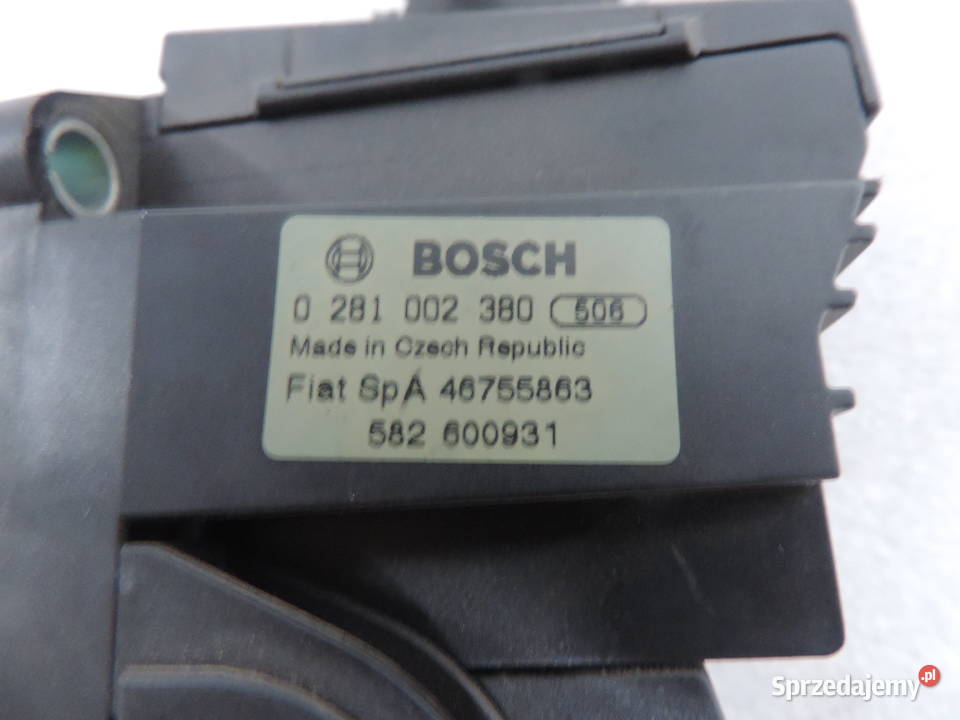 BOSCH
0 281 002 380 506
Made in Czech Republic
Fiat SpA 46755863
582 600931
Sprzedajemy.pl